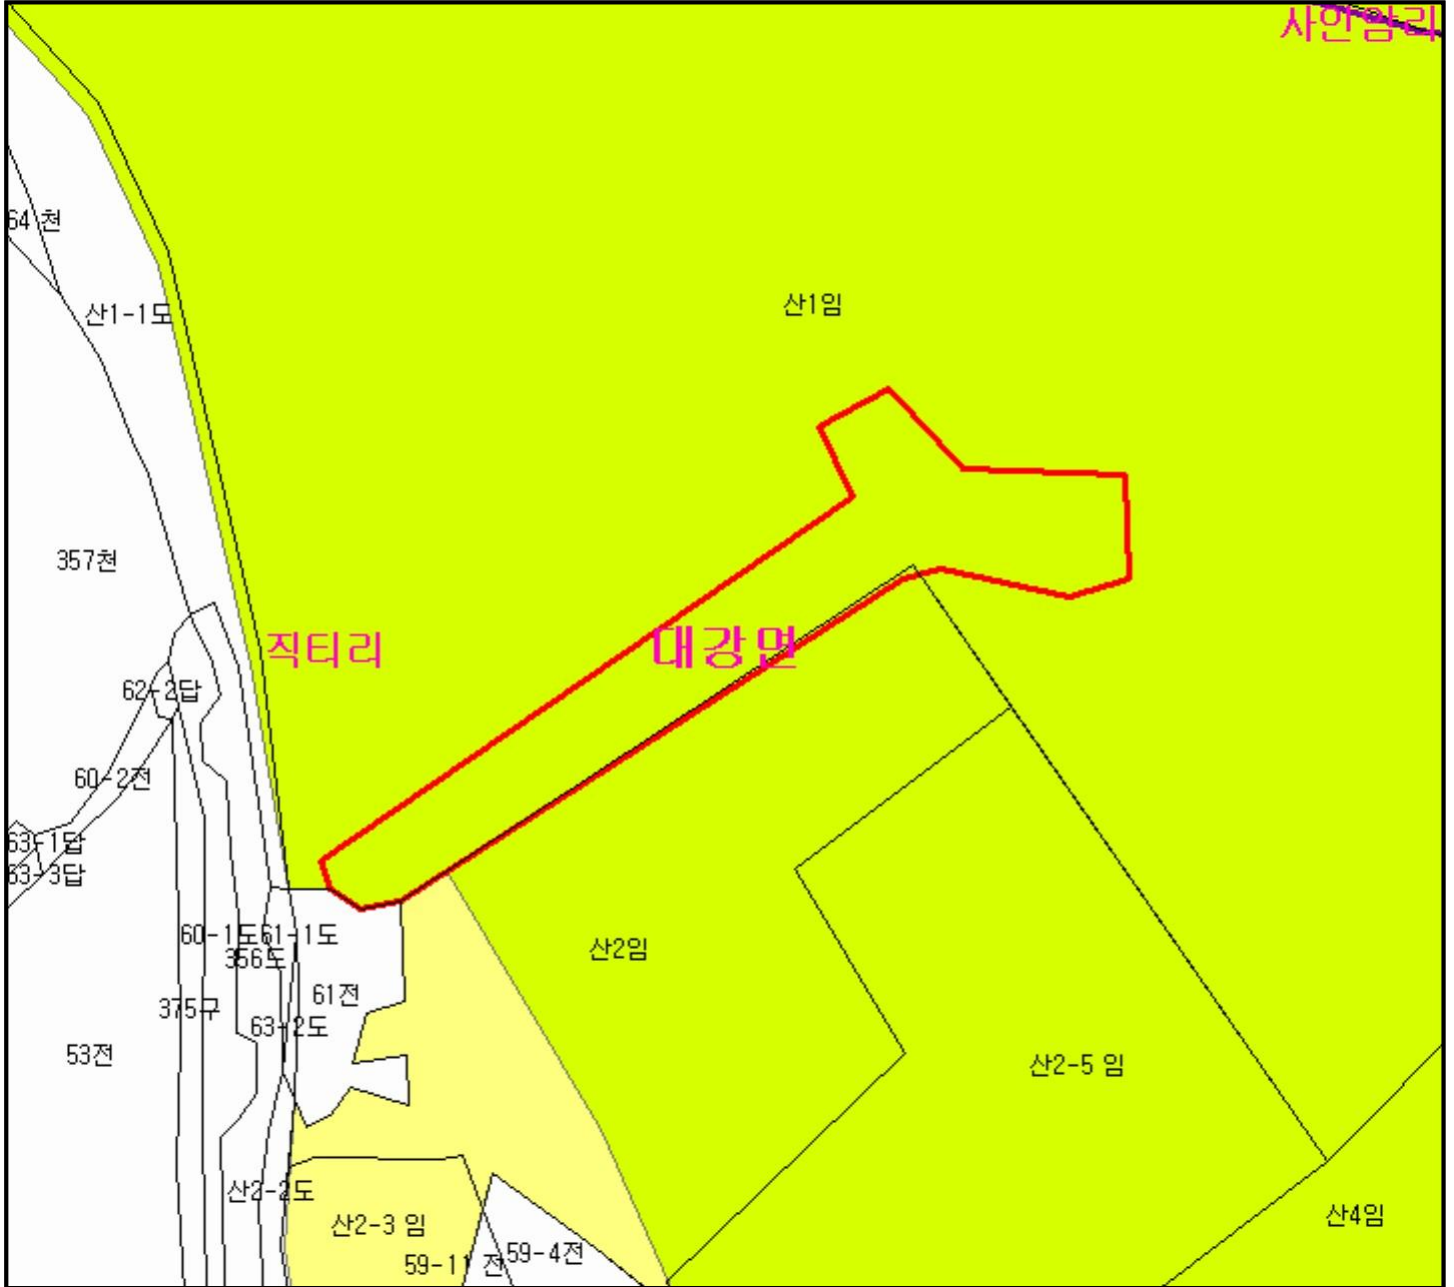 사인암리
64 천
산1-1도
산1임
357천
직티리
대강면
62-2답
60-2전
63-1답
63-3답
60-1도
61-1도
356도
산2임
61전
375구
63-2도
53전
산2-5 임
산2-2도
산2-3 임
산4임
59-4전
59-11 전